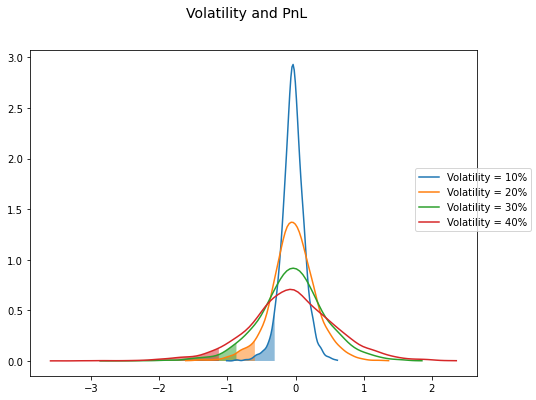 Volatility and PnL
3.0
2.5
2.0
1.5
1.0
0.5
0.0
Volatility = 10%
Volatility = 20%
Volatility = 30%
Volatility = 40%
−3 −2 −1 0 1 2